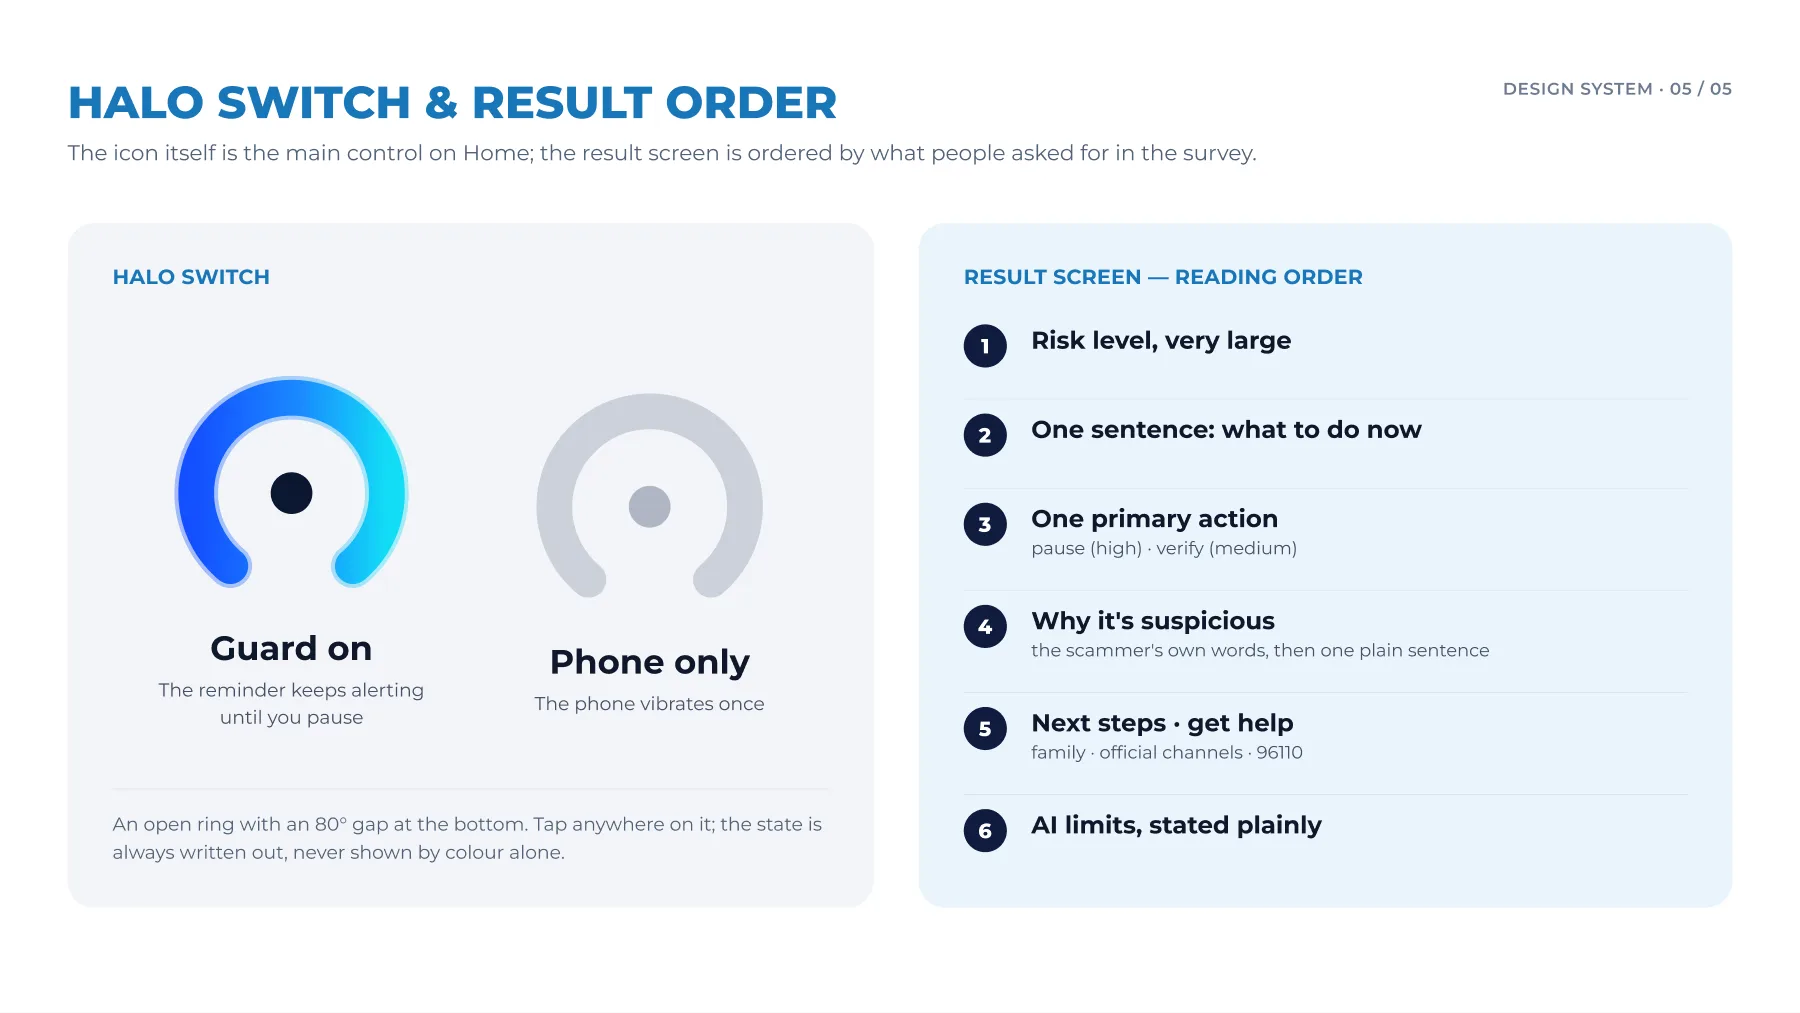 HALO SWITCH & RESULT ORDER
DESIGN SYSTEM · 05 / 05
The icon itself is the main control on Home; the result screen is ordered by what people asked for in the survey.
HALO SWITCH
Guard on
The reminder keeps alerting
until you pause
Phone only
The phone vibrates once
An open ring with an 80° gap at the bottom. Tap anywhere on it; the state is
always written out, never shown by colour alone.
RESULT SCREEN — READING ORDER
1 Risk level, very large
2 One sentence: what to do now
3 One primary action
pause (high) · verify (medium)
4 Why it's suspicious
the scammer's own words, then one plain sentence
5 Next steps · get help
family · official channels · 96110
6 AI limits, stated plainly